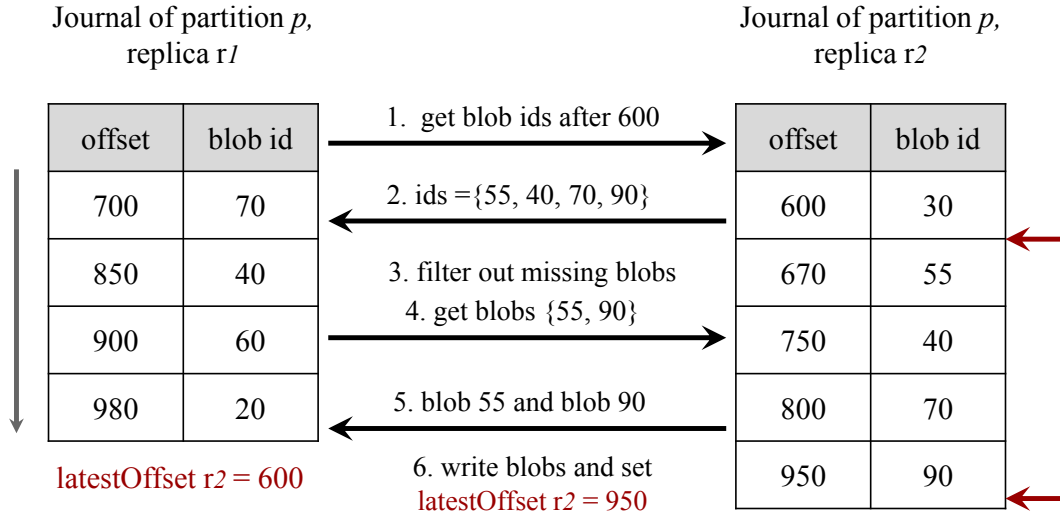 Journal of partition p,
replica r1
offset blob id
700 70
850 40
900 60
980 20
latestOffset r2 = 600
1. get blob ids after 600
2. ids ={55, 40, 70, 90}
3. filter out missing blobs
4. get blobs {55, 90}
5. blob 55 and blob 90
6. write blobs and set
latestOffset r2 = 950
Journal of partition p,
replica r2
offset blob id
600 30
670 55
750 40
800 70
950 90